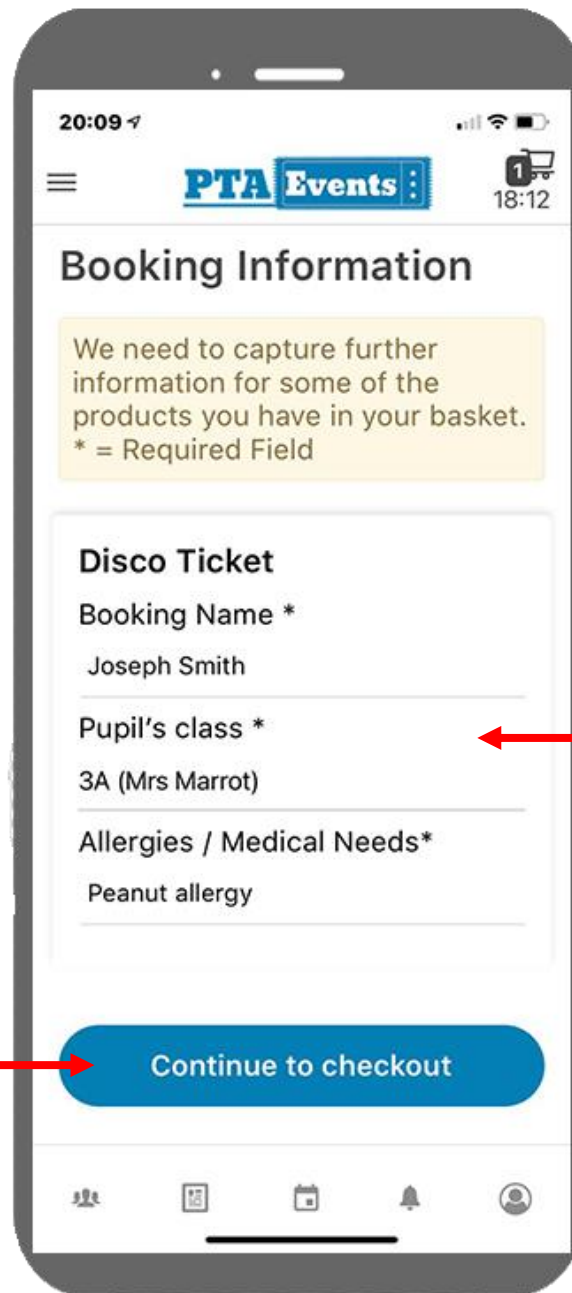 20:09
PTA Events
1
18:12
Booking Information
We need to capture further
information for some of the
products you have in your basket.
* = Required Field
Disco Ticket
Booking Name *
Joseph Smith
Pupil's class *
3A (Mrs Marrot)
Allergies / Medical Needs*
Peanut allergy
Continue to checkout